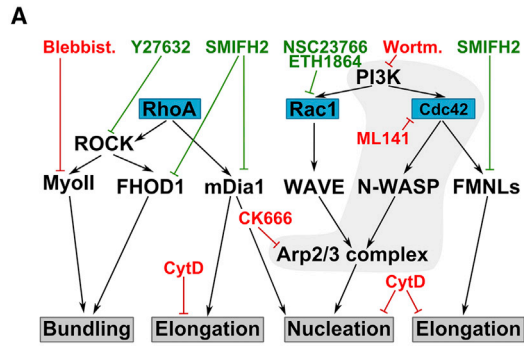 A
Blebbist. Y27632 SMIFH2 NSC23766 Wortm. SMIFH2
ETH1864
PI3K
RhoA Rac1 Cdc42
ROCK ML141
MyoII FHOD1 mDia1 WAVE N-WASP FMNLs
CK666
Arp2/3 complex
CytD CytD
Bundling Elongation Nucleation Elongation